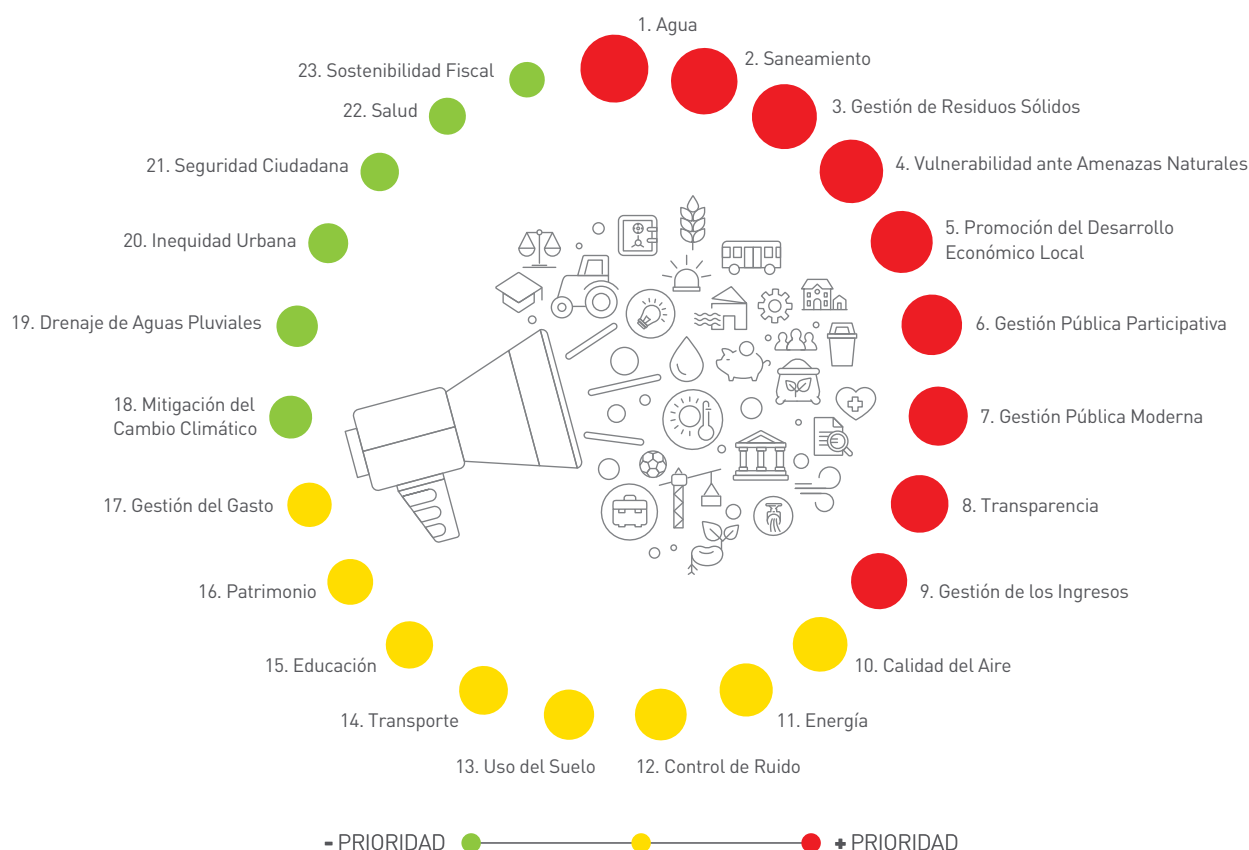 1. Agua
2. Saneamiento
3. Gestión de Residuos Sólidos
4. Vulnerabilidad ante Amenazas Naturales
5. Promoción del Desarrollo
Económico Local
6. Gestión Pública Participativa
7. Gestión Pública Moderna
8. Transparencia
9. Gestión de los Ingresos
10. Calidad del Aire
11. Energía
12. Control de Ruido
13. Uso del Suelo
14. Transporte
15. Educación
16. Patrimonio
17. Gestión del Gasto
18. Mitigación del
Cambio Climático
19. Drenaje de Aguas Pluviales
20. Inequidad Urbana
21. Seguridad Ciudadana
22. Salud
23. Sostenibilidad Fiscal
- PRIORIDAD
+ PRIORIDAD